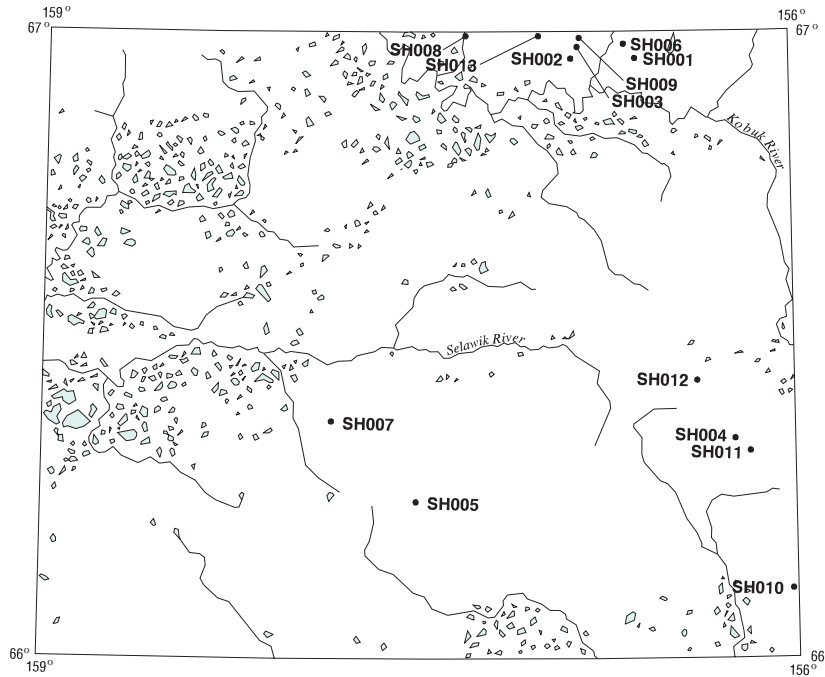 159°
156°
67°
67°
SH008
SH013
SH002
SH006
SH001
SH009
SH003
Kobuk River
Selawik River
SH012
SH007
SH004
SH011
SH005
SH010
66°
66
159°
156°